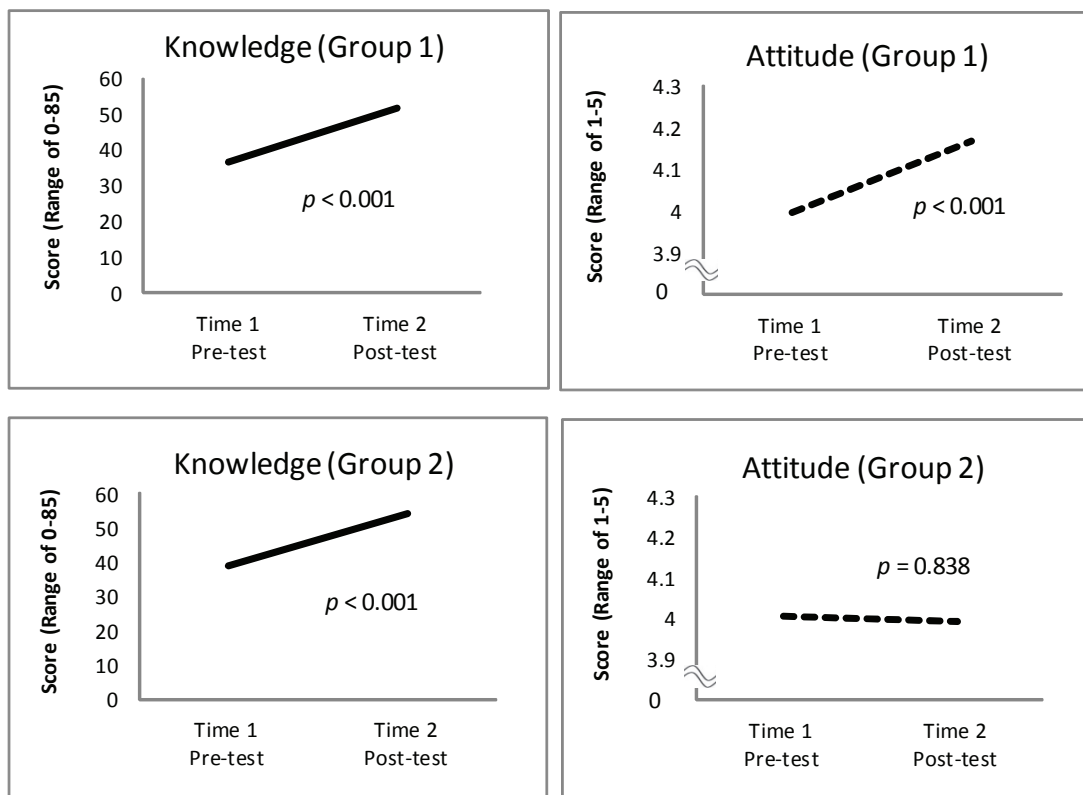 Knowledge (Group 1)
Score (Range of 0-85)
60
50
40
30
20
10
0
p < 0.001
Time 1
Pre-test
Time 2
Post-test
Attitude (Group 1)
Score (Range of 1-5)
4.3
4.2
4.1
4
3.9
0
p < 0.001
Time 1
Pre-test
Time 2
Post-test
Knowledge (Group 2)
Score (Range of 0-85)
60
50
40
30
20
10
0
p < 0.001
Time 1
Pre-test
Time 2
Post-test
Attitude (Group 2)
Score (Range of 1-5)
4.3
4.2
4.1
4
3.9
0
p = 0.838
Time 1
Pre-test
Time 2
Post-test